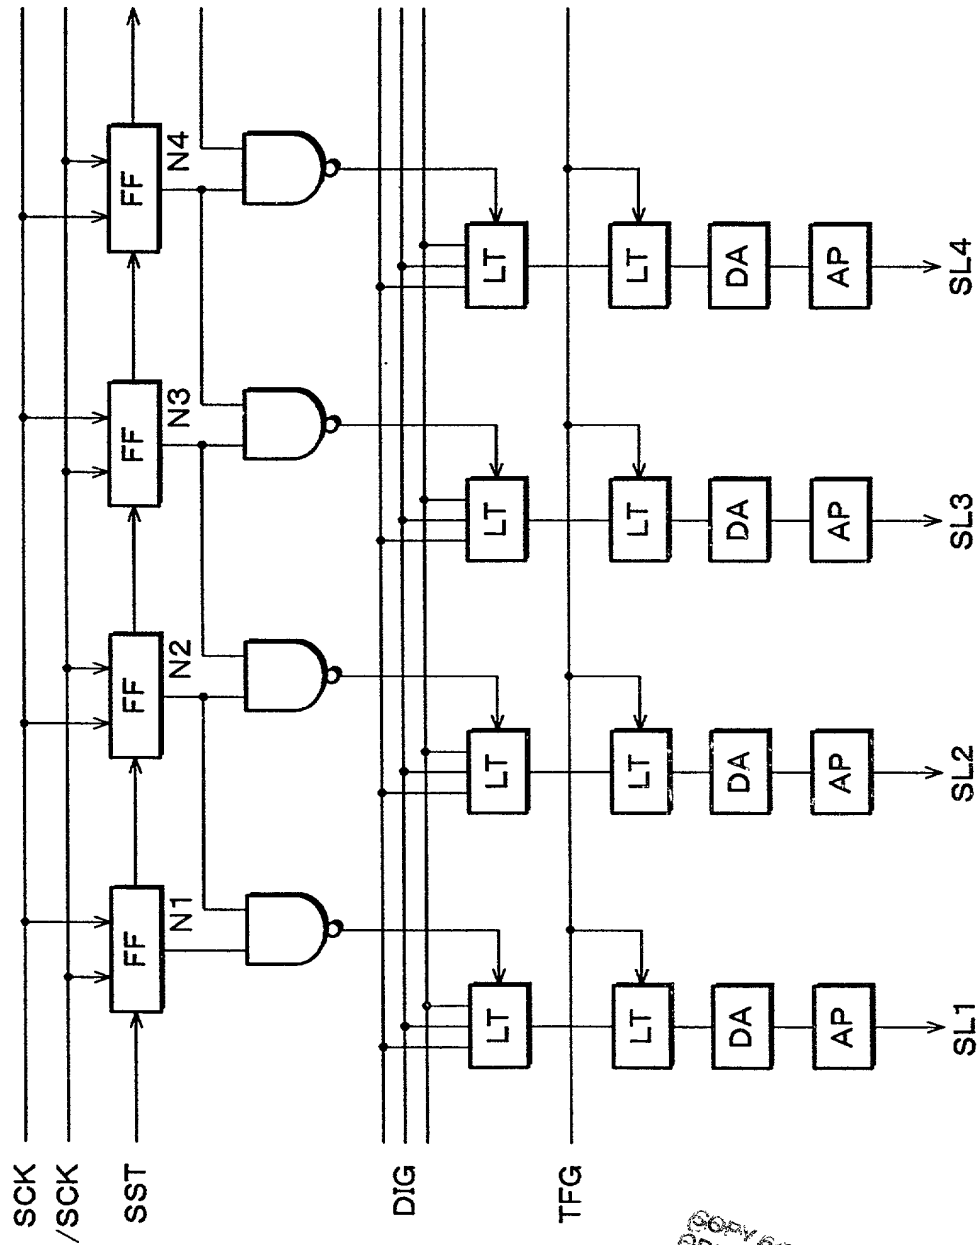 SCK
/SCK
SST
FF FF FF FF
N1 N2 N3 N4
DIG
LT LT LT LT
TFG
LT LT LT LT
DA DA DA DA
AP AP AP AP
SL1 SL2 SL3 SL4
COPY